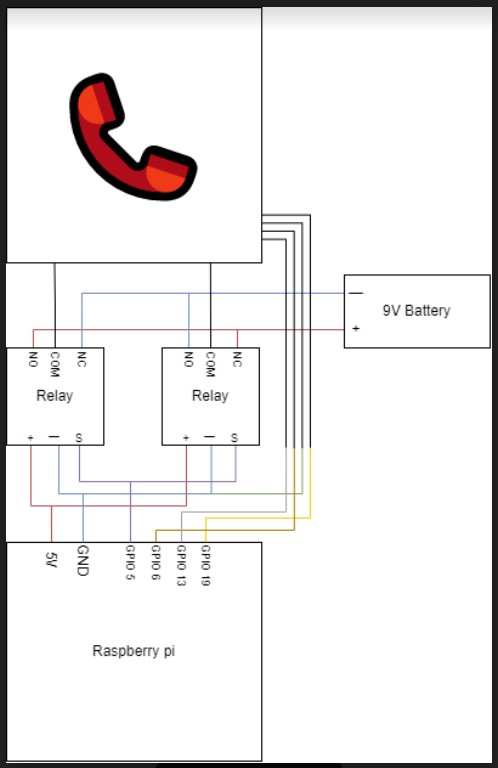 9V Battery
+
NO COM NC
NO COM NC
Relay
Relay
+ — S
+ — S
5V GND GPIO 5 GPIO 6 GPIO 13 GPIO 19
Raspberry pi